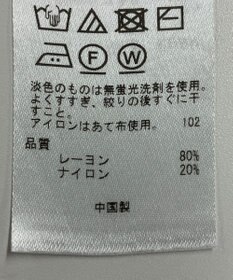 F W
淡色のものは無蛍光洗剤を使用。
よくすすぎ、絞りの後すぐに干
すこと。
アイロンはあて布使用。 102
品質
レーヨン 80%
ナイロン 20%
中国製